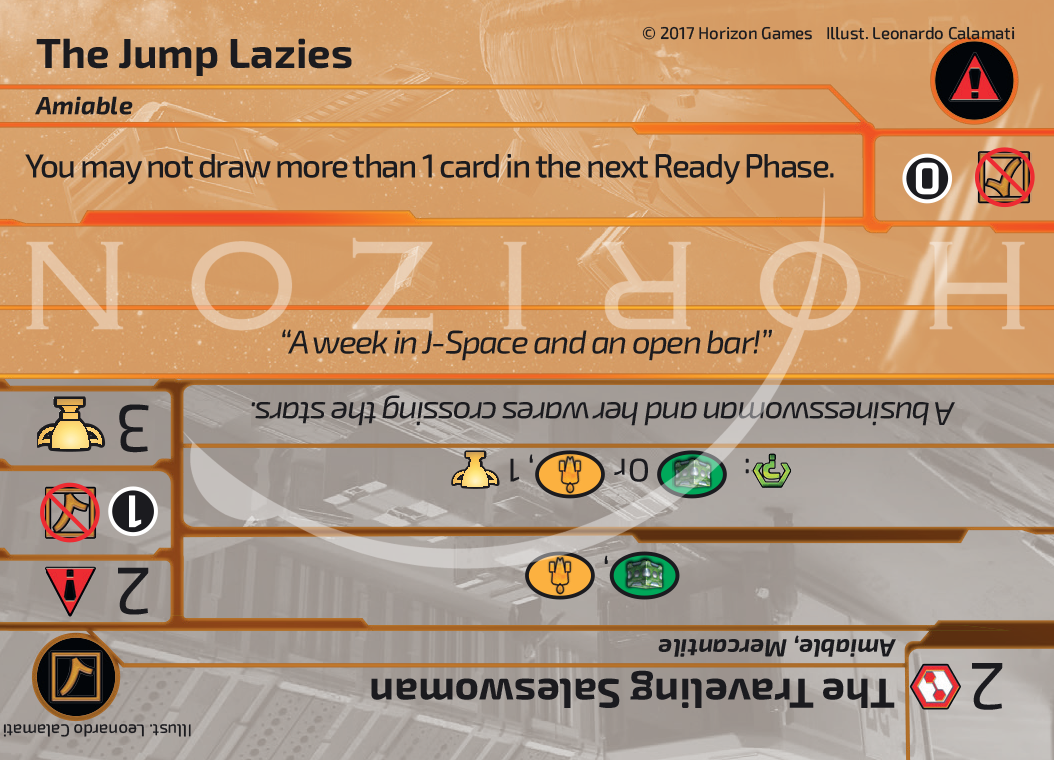 © 2017 Horizon Games Illust. Leonardo Calamati
The Jump Lazies
Amiable
You may not draw more than 1 card in the next Ready Phase.
0
HORIZON
“A week in J-Space and an open bar!”
2
The Traveling Saleswoman
Illust. Leonardo Calamati
Amiable, Mercantile
2
,
1
: Or , 1
3
A businesswoman and her wares crossing the stars.